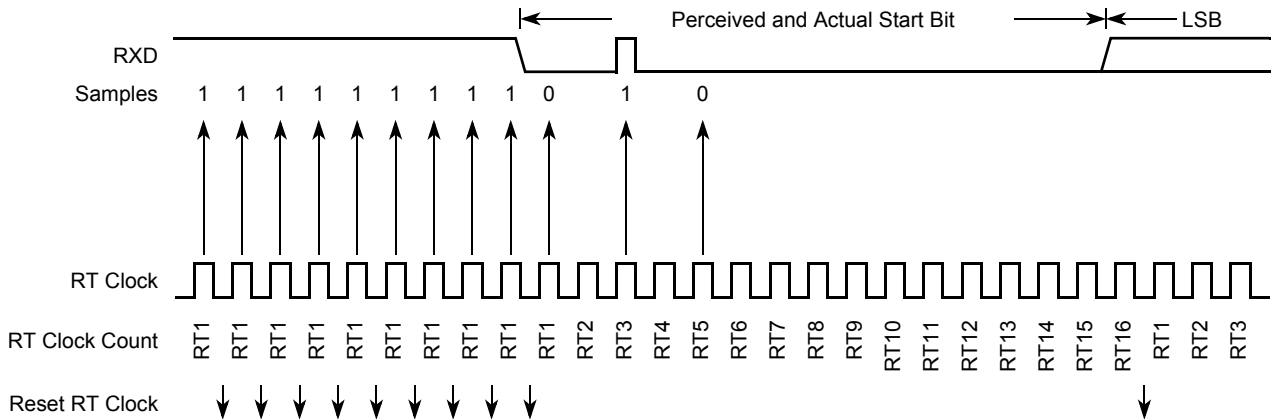 Perceived and Actual Start Bit LSB
RXD
Samples 1 1 1 1 1 1 1 1 1 0 1 0
RT Clock
RT Clock Count RT1 RT1 RT1 RT1 RT1 RT1 RT1 RT1 RT1 RT1 RT2 RT3 RT4 RT5 RT6 RT7 RT8 RT9 RT10 RT11 RT12 RT13 RT14 RT15 RT16 RT1 RT2 RT3
Reset RT Clock